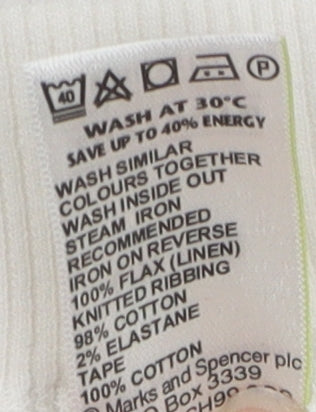 40 P
WASH AT 30°C
SAVE UP TO 40% ENERGY
WASH SIMILAR
COLOURS TOGETHER
WASH INSIDE OUT
STEAM IRON
RECOMMENDED
IRON ON REVERSE
100% FLAX (LINEN)
KNITTED RIBBING
98% COTTON
2% ELASTANE
TAPE
100% COTTON
© Marks and Spencer plc
Box 3339